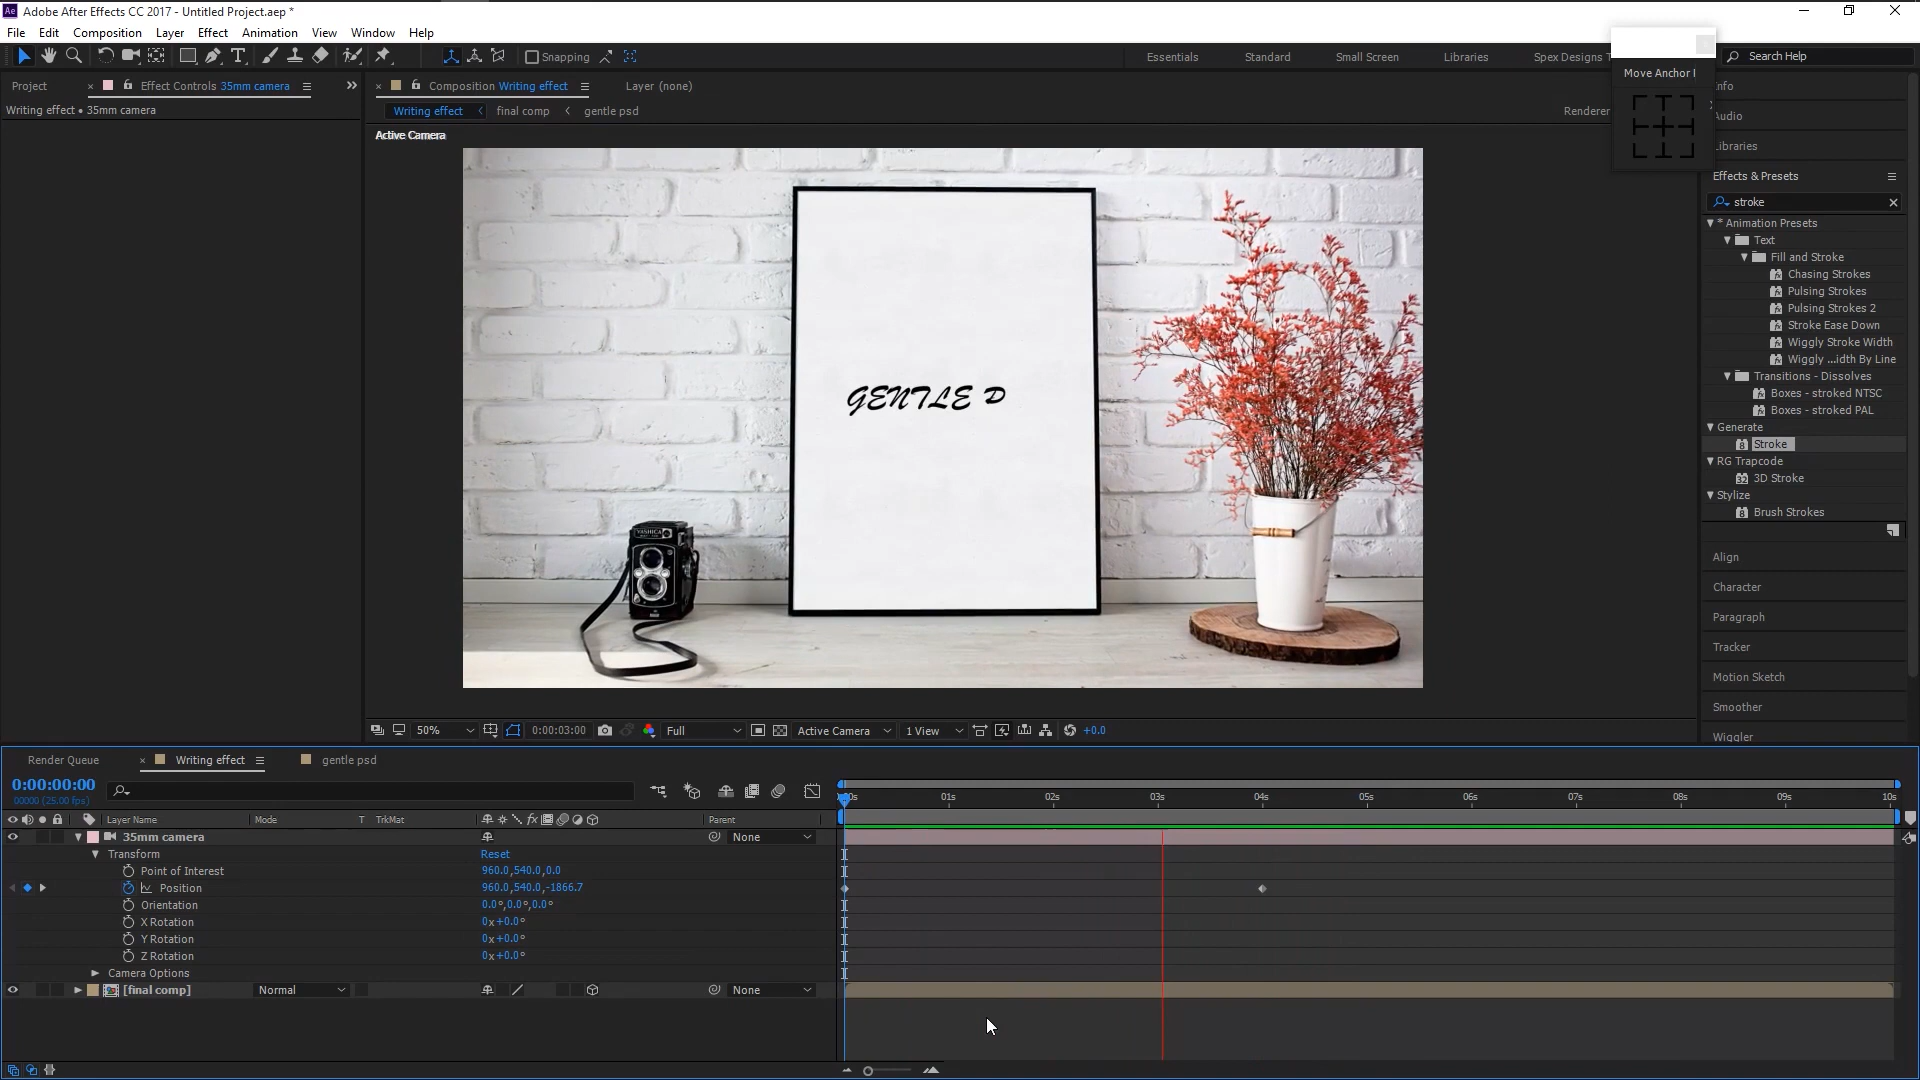 Adobe After Effects CC 2017 - Untitled Project.aep *
File Edit Composition Layer Effect Animation View Window Help
Snapping Essentials Standard Small Screen Libraries Spex Designs T Search Help
Move Anchor
Project Effect Controls 35mm camera
Writing effect • 35mm camera
Composition Writing effect Layer (none)
Writing effect final comp gentle psd Renderer
Active Camera
GENTLE
YASHICA
50% 0:00:03:00 Full Active Camera 1 View +0.0
nfo
Audio
Libraries
Effects & Presets
stroke
* Animation Presets
Text
Fill and Stroke
Chasing Strokes
Pulsing Strokes
Pulsing Strokes 2
Stroke Ease Down
Wiggly Stroke Width
Wiggly ...idth By Line
Transitions - Dissolves
Boxes - stroked NTSC
Boxes - stroked PAL
Generate
Stroke
RG Trapcode
3D Stroke
Stylize
Brush Strokes
Align
Character
Paragraph
Tracker
Motion Sketch
Smoother
Wiggler
Render Queue Writing effect gentle psd
0:00:00:00
00000 (25.00 fps)
00s 01s 02s 03s 04s 05s 06s 07s 08s 09s 10s
Layer Name Mode T TrkMat Parent
35mm camera None
Transform Reset
Point of Interest 960.0,540.0,0.0
Position 960.0,540.0,-1866.7
Orientation 0.0°,0.0°,0.0°
X Rotation 0x+0.0°
Y Rotation 0x+0.0°
Z Rotation 0x+0.0°
Camera Options
[final comp] Normal None